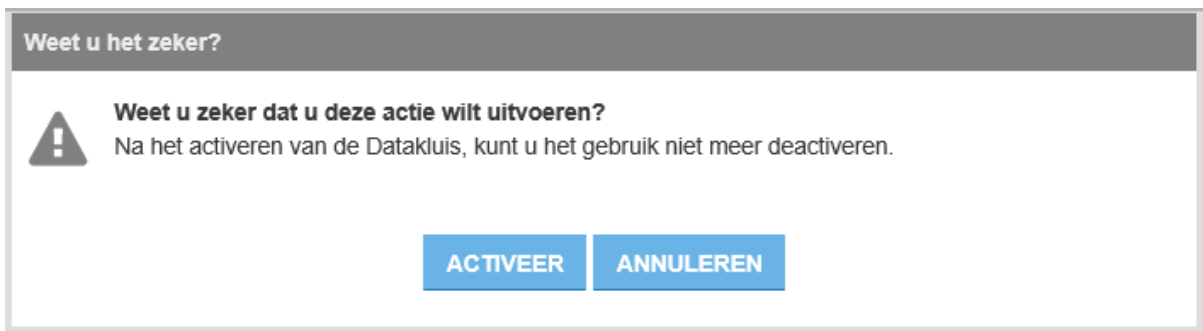 Weet u het zeker?
Weet u zeker dat u deze actie wilt uitvoeren?
Na het activeren van de Datakluis, kunt u het gebruik niet meer deactiveren.
ACTIVEER ANNULEREN